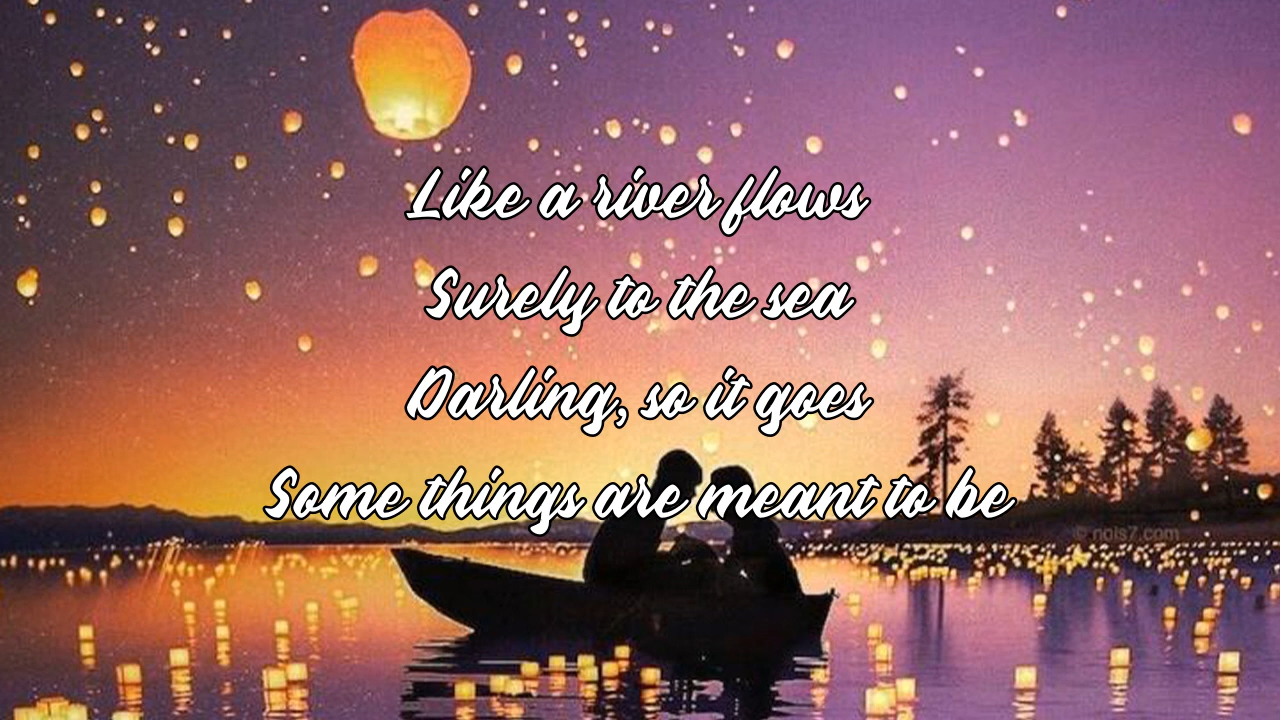 Like a river flows
Surely to the sea
Darling, so it goes
Some things are meant to be
© nois7.com